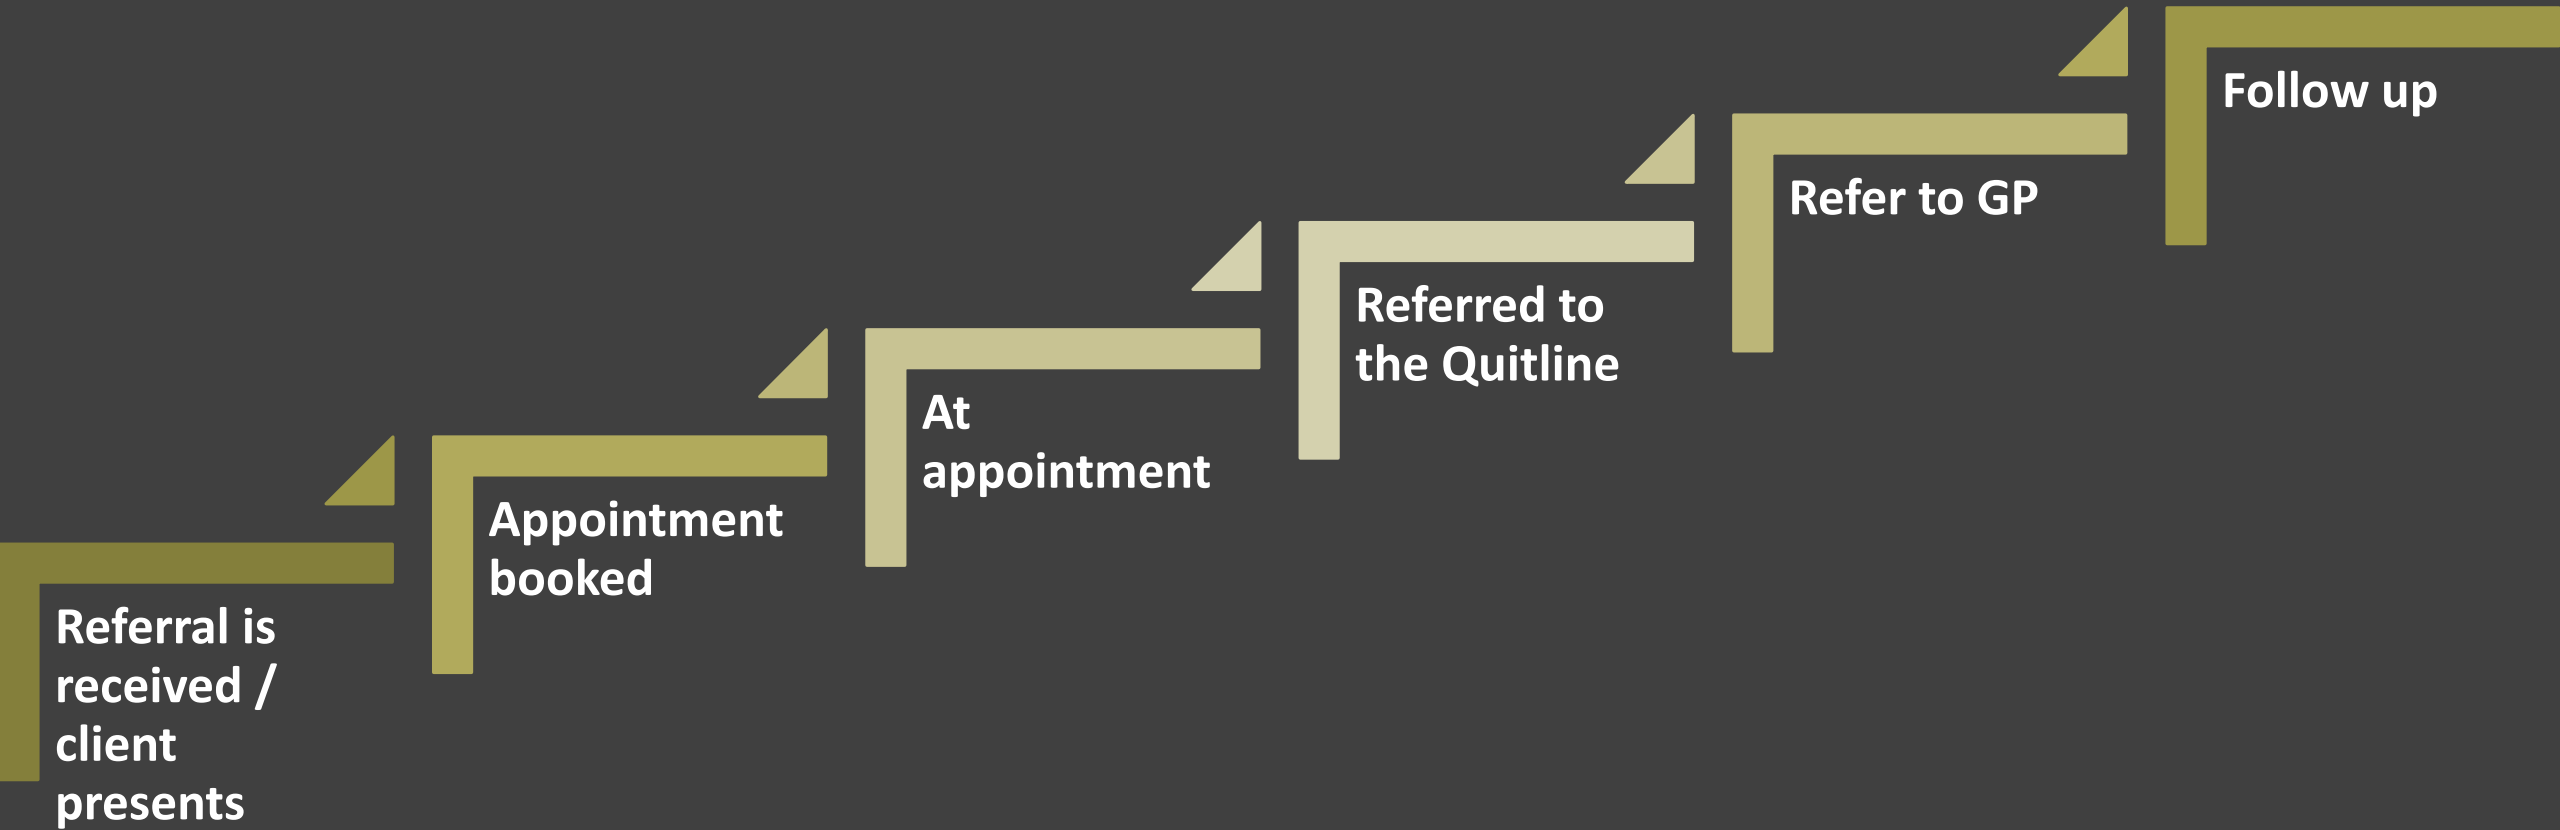 Referral is
received /
client
presents
Appointment
booked
At
appointment
Referred to
the Quitline
Refer to GP
Follow up